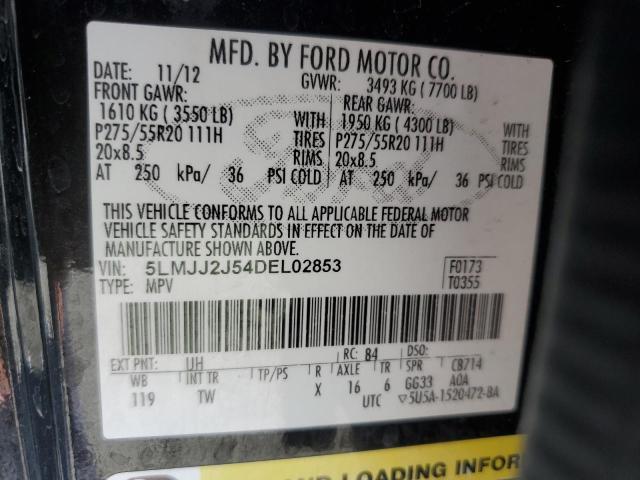 MFD. BY FORD MOTOR CO.
DATE: 11/12 GVWR: 3493 KG ( 7700 LB)
FRONT GAWR: REAR GAWR:
1610 KG ( 3550 LB) WITH 1950 KG ( 4300 LB) WITH
P275/55R20 111H TIRES P275/55R20 111H TIRES
20x8.5 RIMS 20x8.5 RIMS
AT 250 kPa/ 36 PSI COLD AT 250 kPa/ 36 PSI COLD
THIS VEHICLE CONFORMS TO ALL APPLICABLE FEDERAL MOTOR
VEHICLE SAFETY STANDARDS IN EFFECT ON THE DATE OF
MANUFACTURE SHOWN ABOVE.
VIN: 5LMJJ2J54DEL02853 F0173
TYPE: MPV T0355
EXT PNT: UH RC: 84 DSO: C8714
WB INT TR TP/PS R AXLE TR SPR AOA
119 TW X 16 6 GG33
UTC ▽5U5A-1520472-BA
AND LOADING INFOR